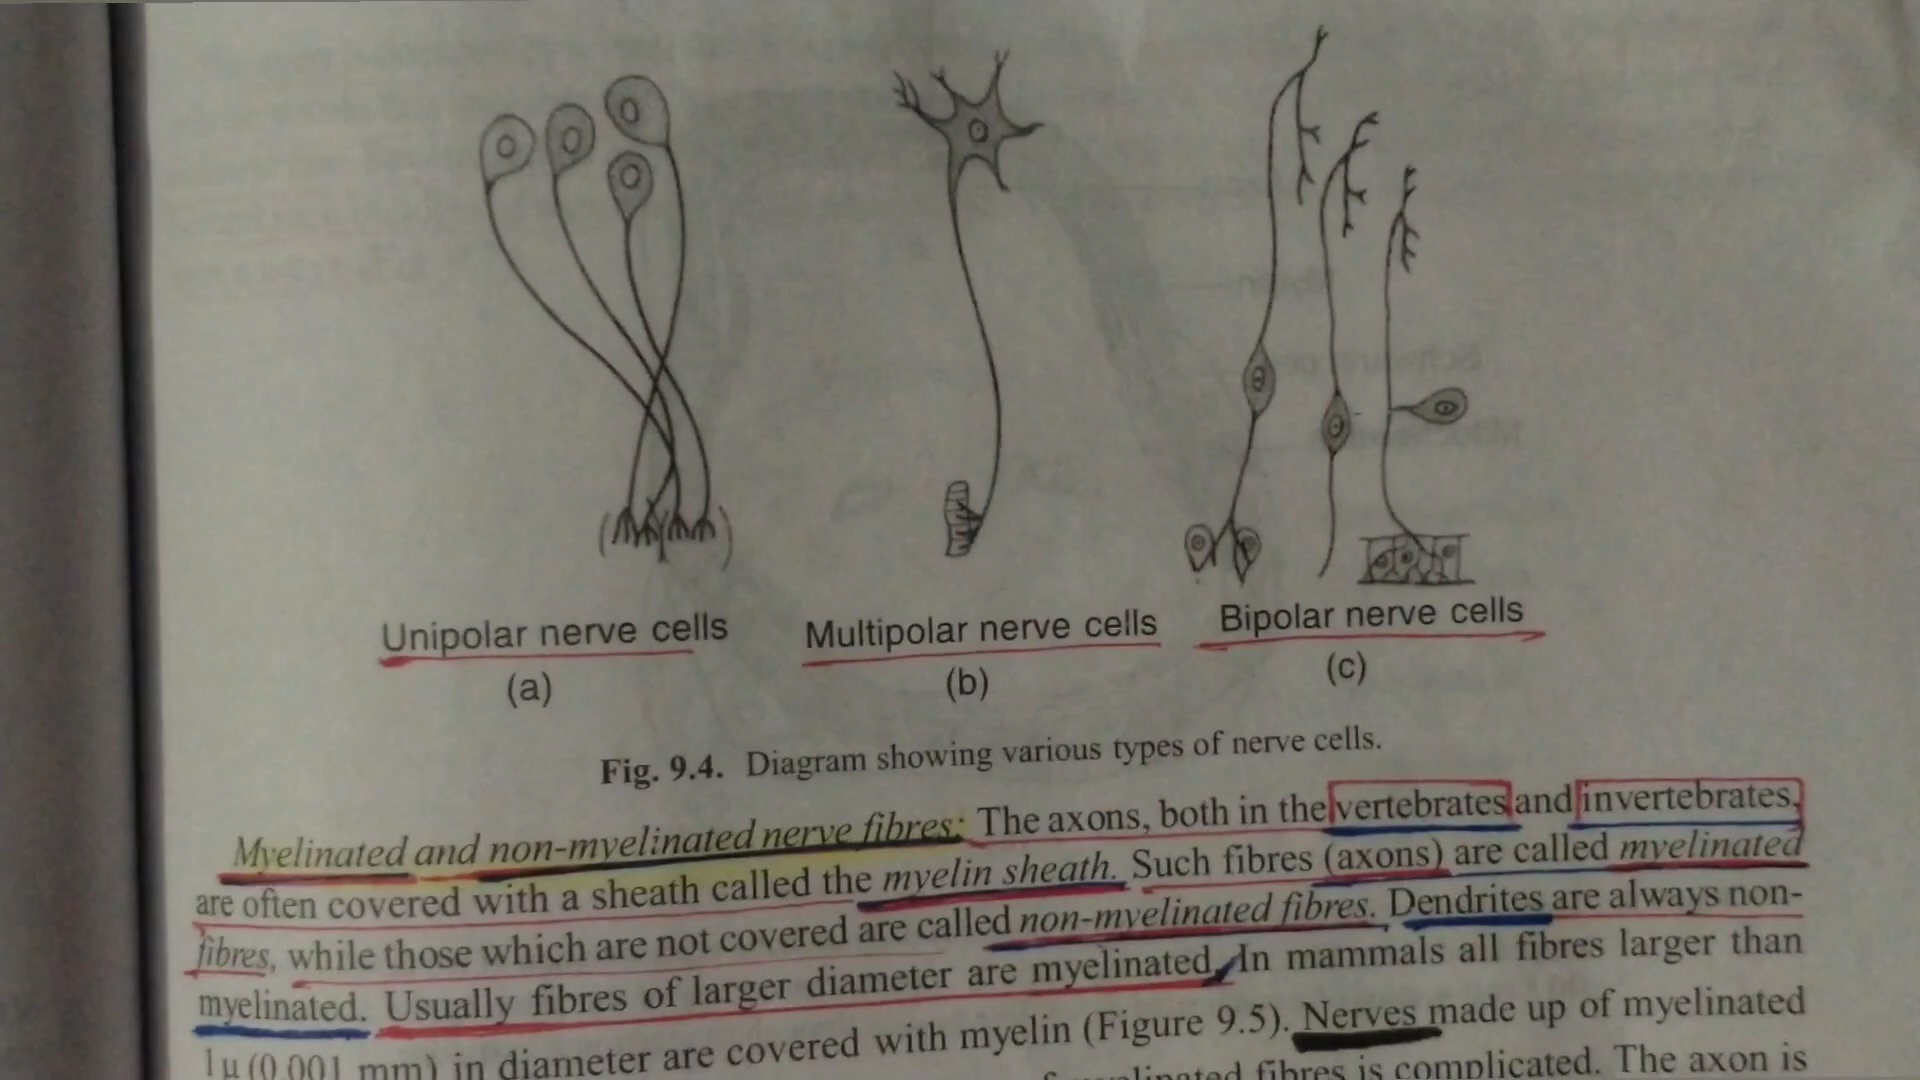 Unipolar nerve cells
(a)
Multipolar nerve cells
(b)
Bipolar nerve cells
(c)
Fig. 9.4. Diagram showing various types of nerve cells.
Myelinated and non-myelinated nerve fibres: The axons, both in the vertebrates and invertebrates,
are often covered with a sheath called the myelin sheath. Such fibres (axons) are called myelinated
fibres, while those which are not covered are called non-myelinated fibres. Dendrites are always non-
myelinated. Usually fibres of larger diameter are myelinated. In mammals all fibres larger than
1μ (0.001 mm) in diameter are covered with myelin (Figure 9.5). Nerves made up of myelinated
fibres is complicated. The axon is